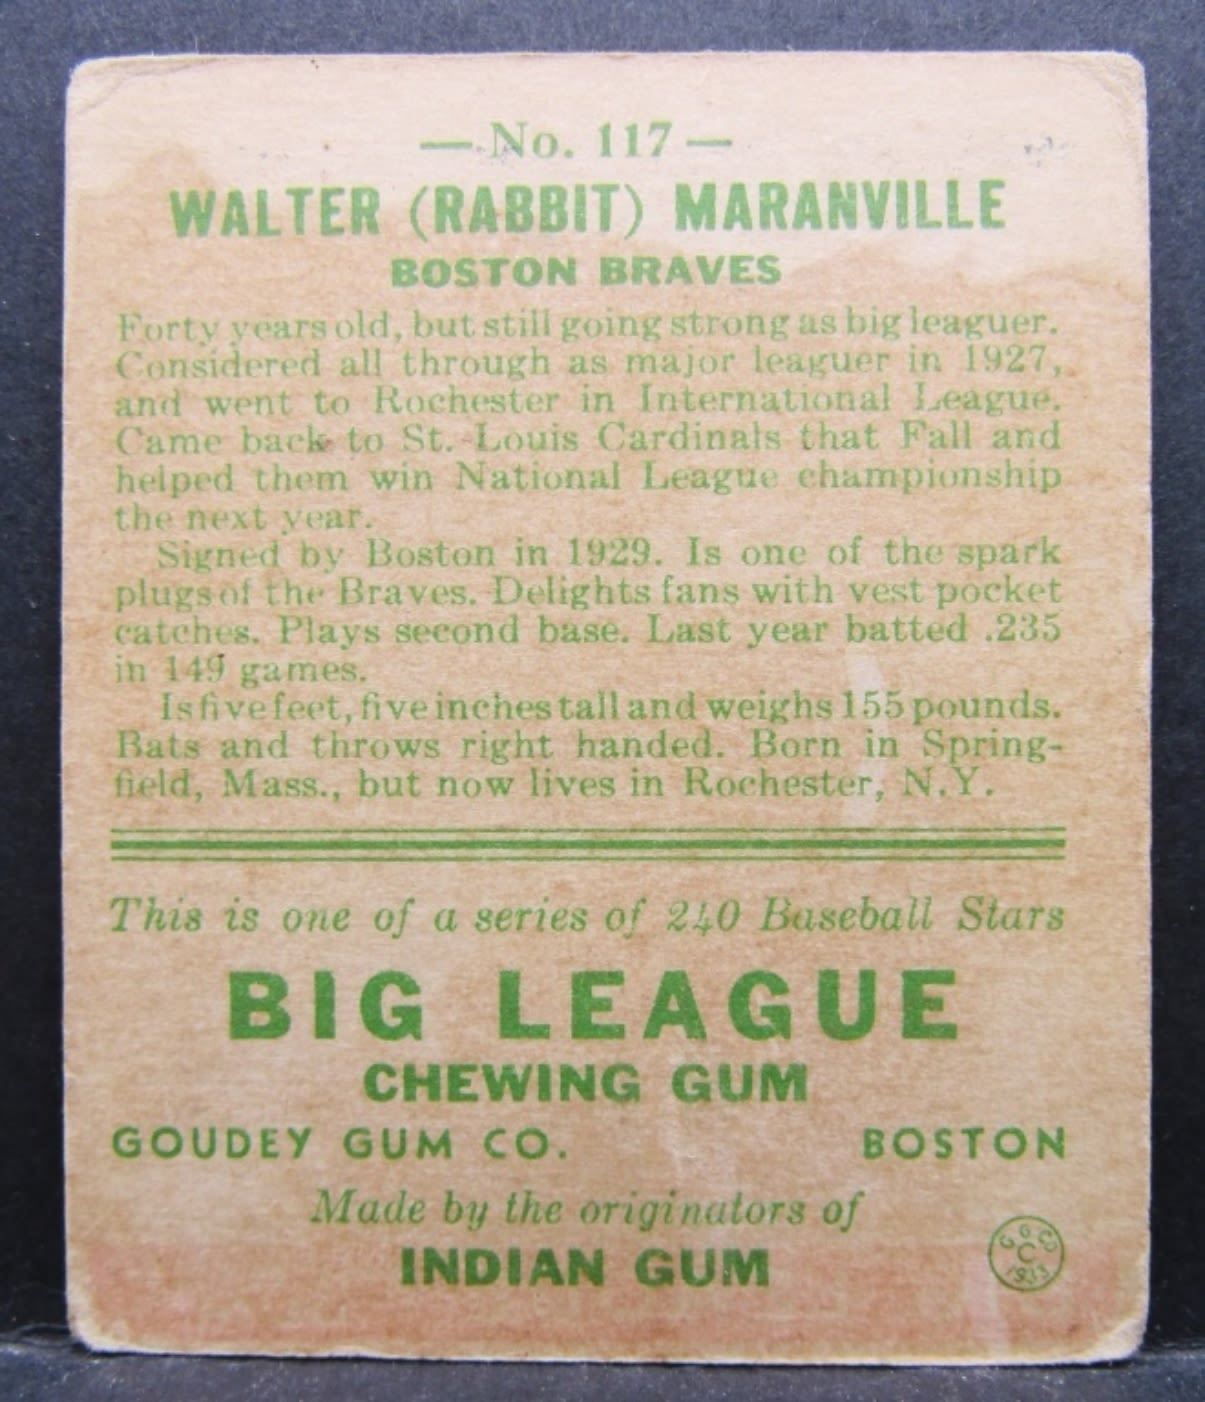 — No. 117 —
WALTER (RABBIT) MARANVILLE
BOSTON BRAVES
Forty years old, but still going strong as big leaguer.
Considered all through as major leaguer in 1927,
and went to Rochester in International League.
Came back to St. Louis Cardinals that Fall and
helped them win National League championship
the next year.
Signed by Boston in 1929. Is one of the spark
plugs of the Braves. Delights fans with vest pocket
catches. Plays second base. Last year batted .235
in 149 games.
Is five feet, five inches tall and weighs 155 pounds.
Bats and throws right handed. Born in Spring-
field, Mass., but now lives in Rochester, N.Y.
This is one of a series of 240 Baseball Stars
BIG LEAGUE
CHEWING GUM
GOUDEY GUM CO. BOSTON
Made by the originators of
INDIAN GUM
G G Co
C
1933